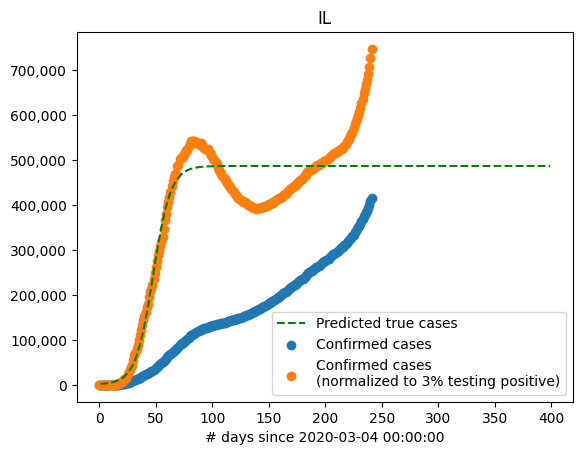 IL
700,000
600,000
500,000
400,000
300,000
200,000
100,000
0
Predicted true cases
Confirmed cases
Confirmed cases
(normalized to 3% testing positive)
0 50 100 150 200 250 300 350 400
# days since 2020-03-04 00:00:00